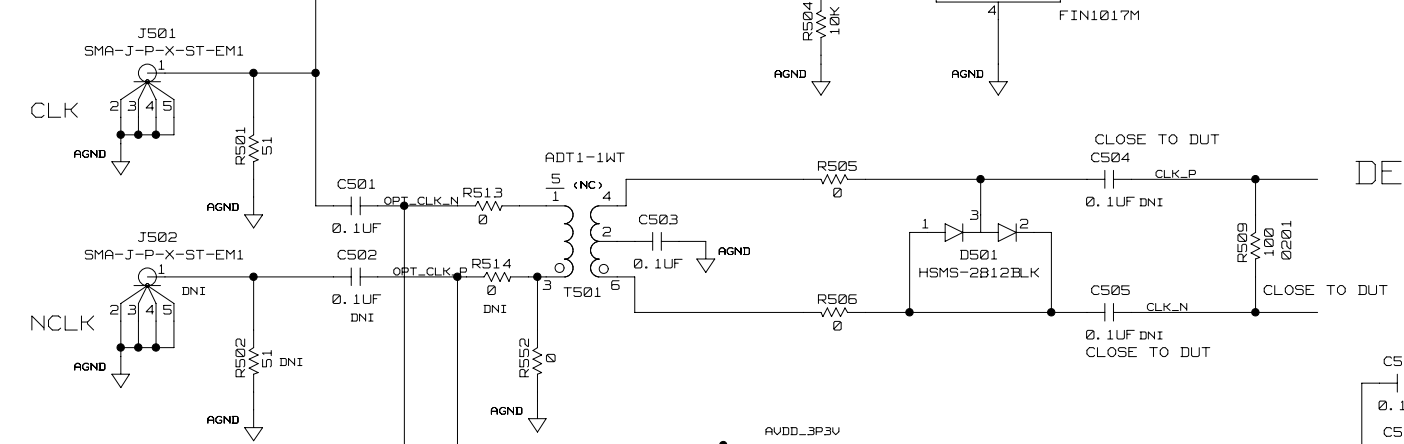 R504
10K
4
FIN1017M
AGND
AGND
J501
SMA-J-P-X-ST-EM1
1
CLK
2 3 4 5
AGND
R501
51
AGND
C501
0.1UF
OPT_CLK_N
R513
0
ADT1-1WT
5
(NC)
1
4
2
3
6
T501
C503
0.1UF
AGND
J502
SMA-J-P-X-ST-EM1
1
DNI
NCLK
2 3 4 5
AGND
R502
51
DNI
AGND
C502
0.1UF
DNI
OPT_CLK_P
R514
0
DNI
R552
0
AGND
R505
0
R506
0
1
3
2
D501
HSMS-2812BLK
CLOSE TO DUT
C504
0.1UF DNI
CLK_P
C505
0.1UF DNI
CLOSE TO DUT
CLK_N
R509
100
0201
CLOSE TO DUT
DE
AVDD_3P3V
C5
0.1
C5